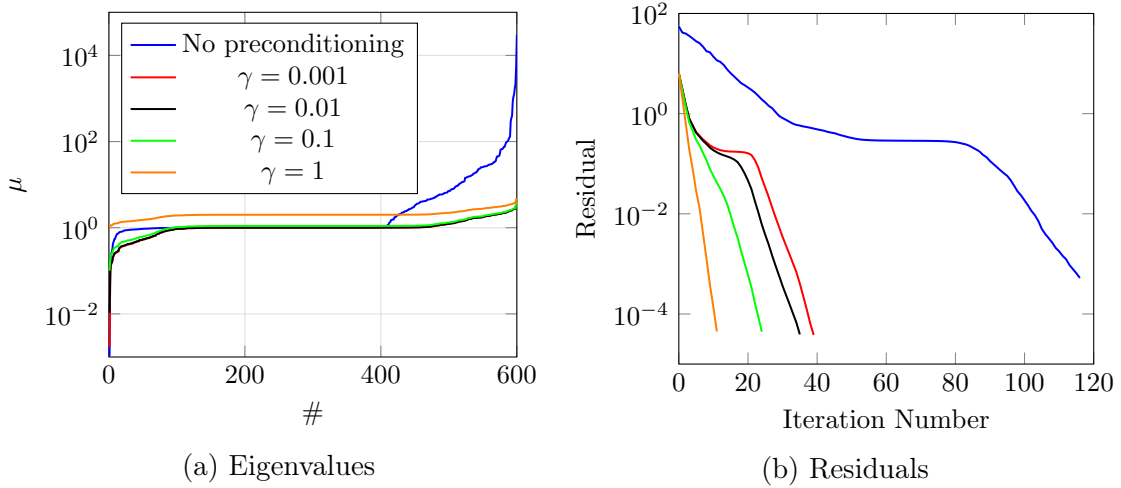 10^4
10^2
10^0
10^{-2}
μ
0
200
400
600
#
No preconditioning
γ = 0.001
γ = 0.01
γ = 0.1
γ = 1
(a) Eigenvalues
10^2
10^0
10^{-2}
10^{-4}
Residual
0
20
40
60
80
100
120
Iteration Number
(b) Residuals